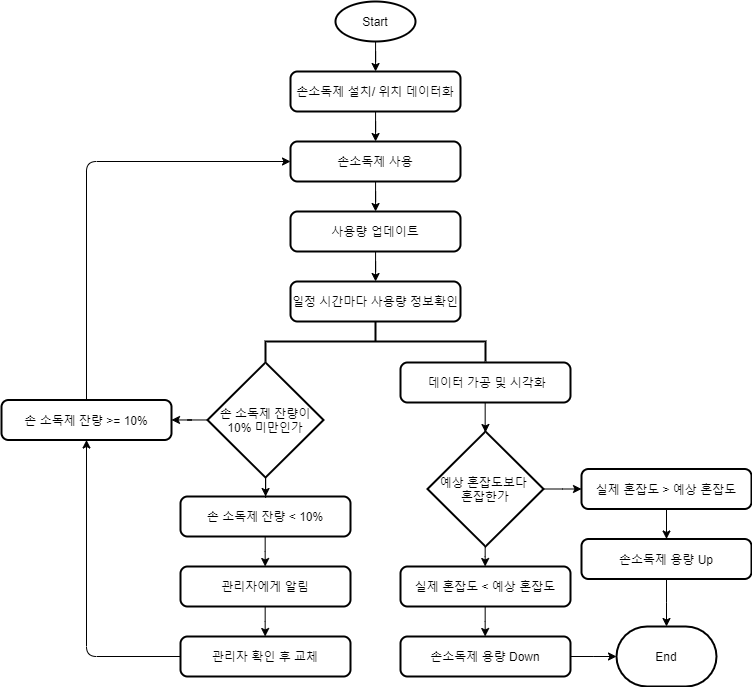 Start
손소독제 설치/ 위치 데이터화
손소독제 사용
사용량 업데이트
일정 시간마다 사용량 정보확인
손 소독제 잔량이
10% 미만인가
데이터 가공 및 시각화
손 소독제 잔량 >= 10%
예상 혼잡도보다
혼잡한가
실제 혼잡도 > 예상 혼잡도
손 소독제 잔량 < 10%
손소독제 용량 Up
관리자에게 알림
실제 혼잡도 < 예상 혼잡도
관리자 확인 후 교체
손소독제 용량 Down
End